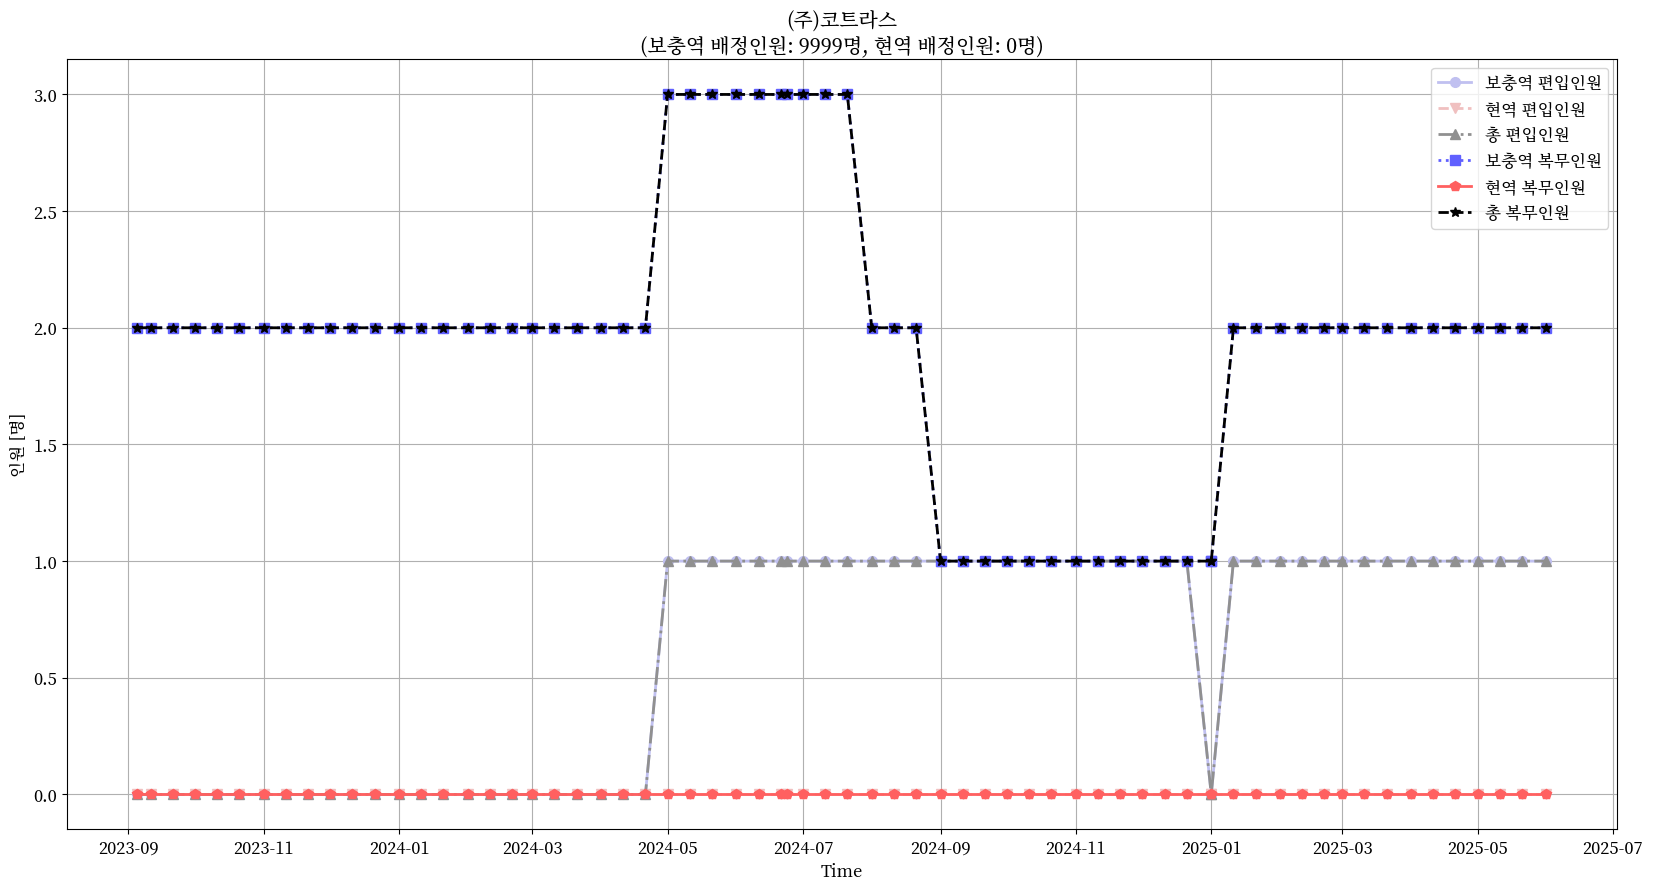 (주)코트라스
(보충역 배정인원: 9999명, 현역 배정인원: 0명)
보충역 편입인원
현역 편입인원
총 편입인원
보충역 복무인원
현역 복무인원
총 복무인원
인원 [명]
3.0
2.5
2.0
1.5
1.0
0.5
0.0
2023-09
2023-11
2024-01
2024-03
2024-05
2024-07
2024-09
2024-11
2025-01
2025-03
2025-05
2025-07
Time